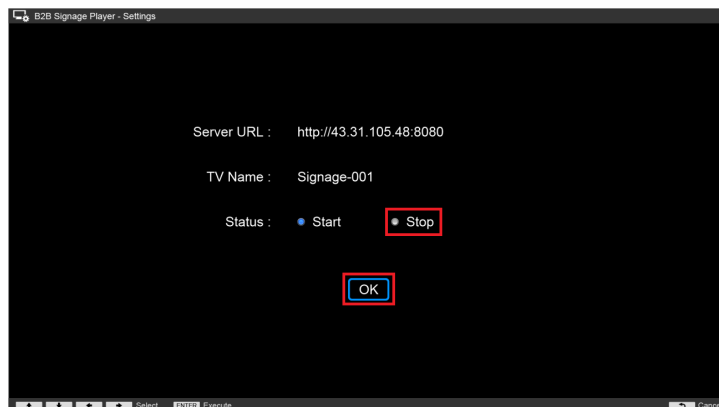 B2B Signage Player - Settings
Server URL : http://43.31.105.48:8080
TV Name : Signage-001
Status : Start Stop
OK
Select ENTER Execute Cancel